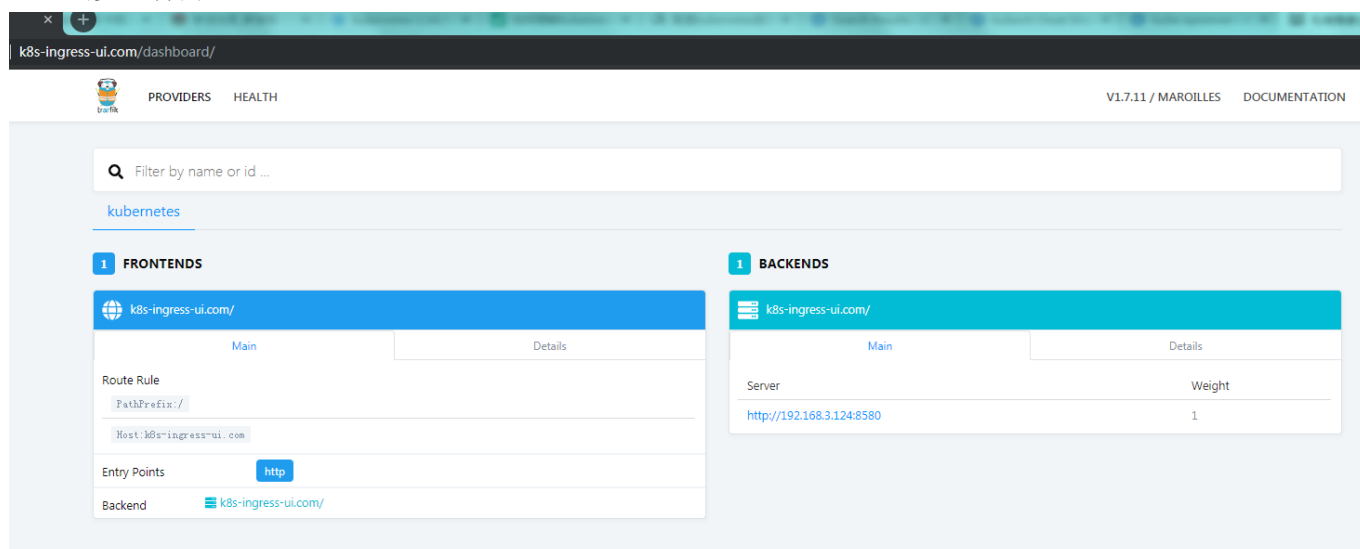 k8s-ingress-ui.com/dashboard/
træfik
PROVIDERS HEALTH V1.7.11 / MAROILLES DOCUMENTATION
Filter by name or id ...
kubernetes
1 FRONTENDS
k8s-ingress-ui.com/
Main Details
Route Rule
PathPrefix:/
Host:k8s-ingress-ui.com
Entry Points http
Backend k8s-ingress-ui.com/
1 BACKENDS
k8s-ingress-ui.com/
Main Details
Server Weight
http://192.168.3.124:8580 1